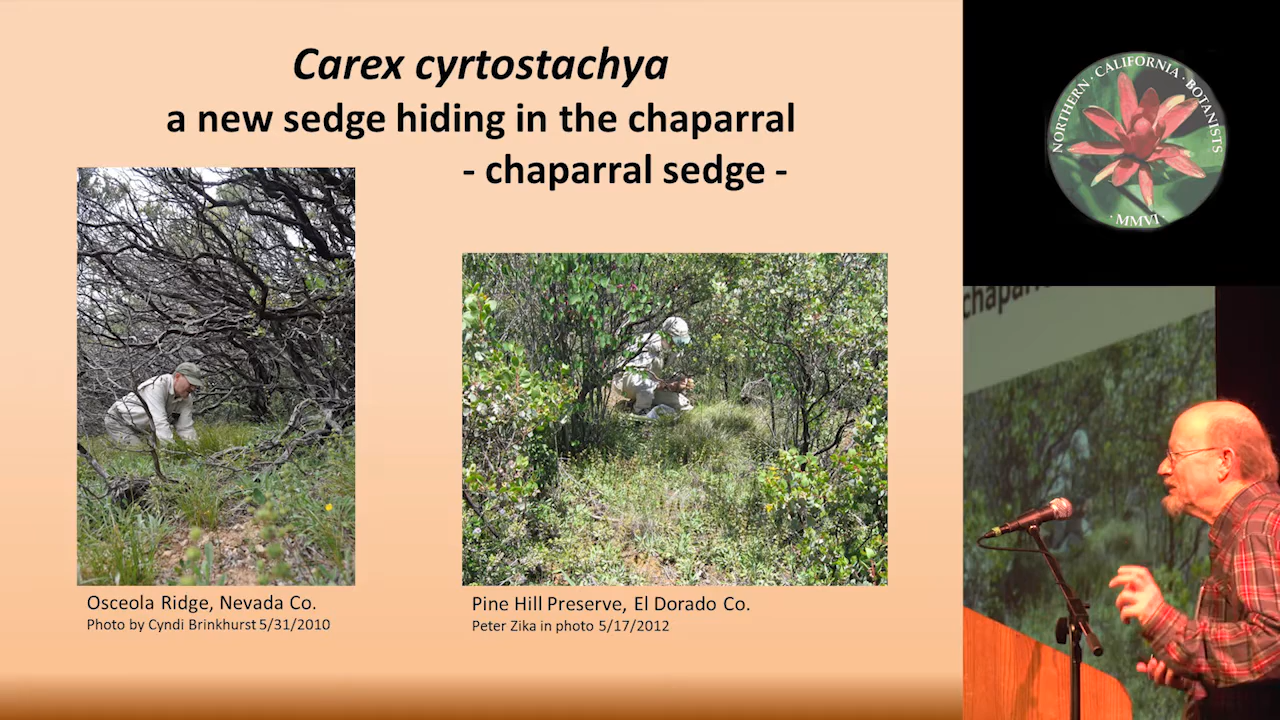 Carex cyrtostachya
a new sedge hiding in the chaparral
- chaparral sedge -
Osceola Ridge, Nevada Co.
Photo by Cyndi Brinkhurst 5/31/2010
Pine Hill Preserve, El Dorado Co.
Peter Zika in photo 5/17/2012
NORTHERN · CALIFORNIA · BOTANISTS
· MMVI ·
chapar